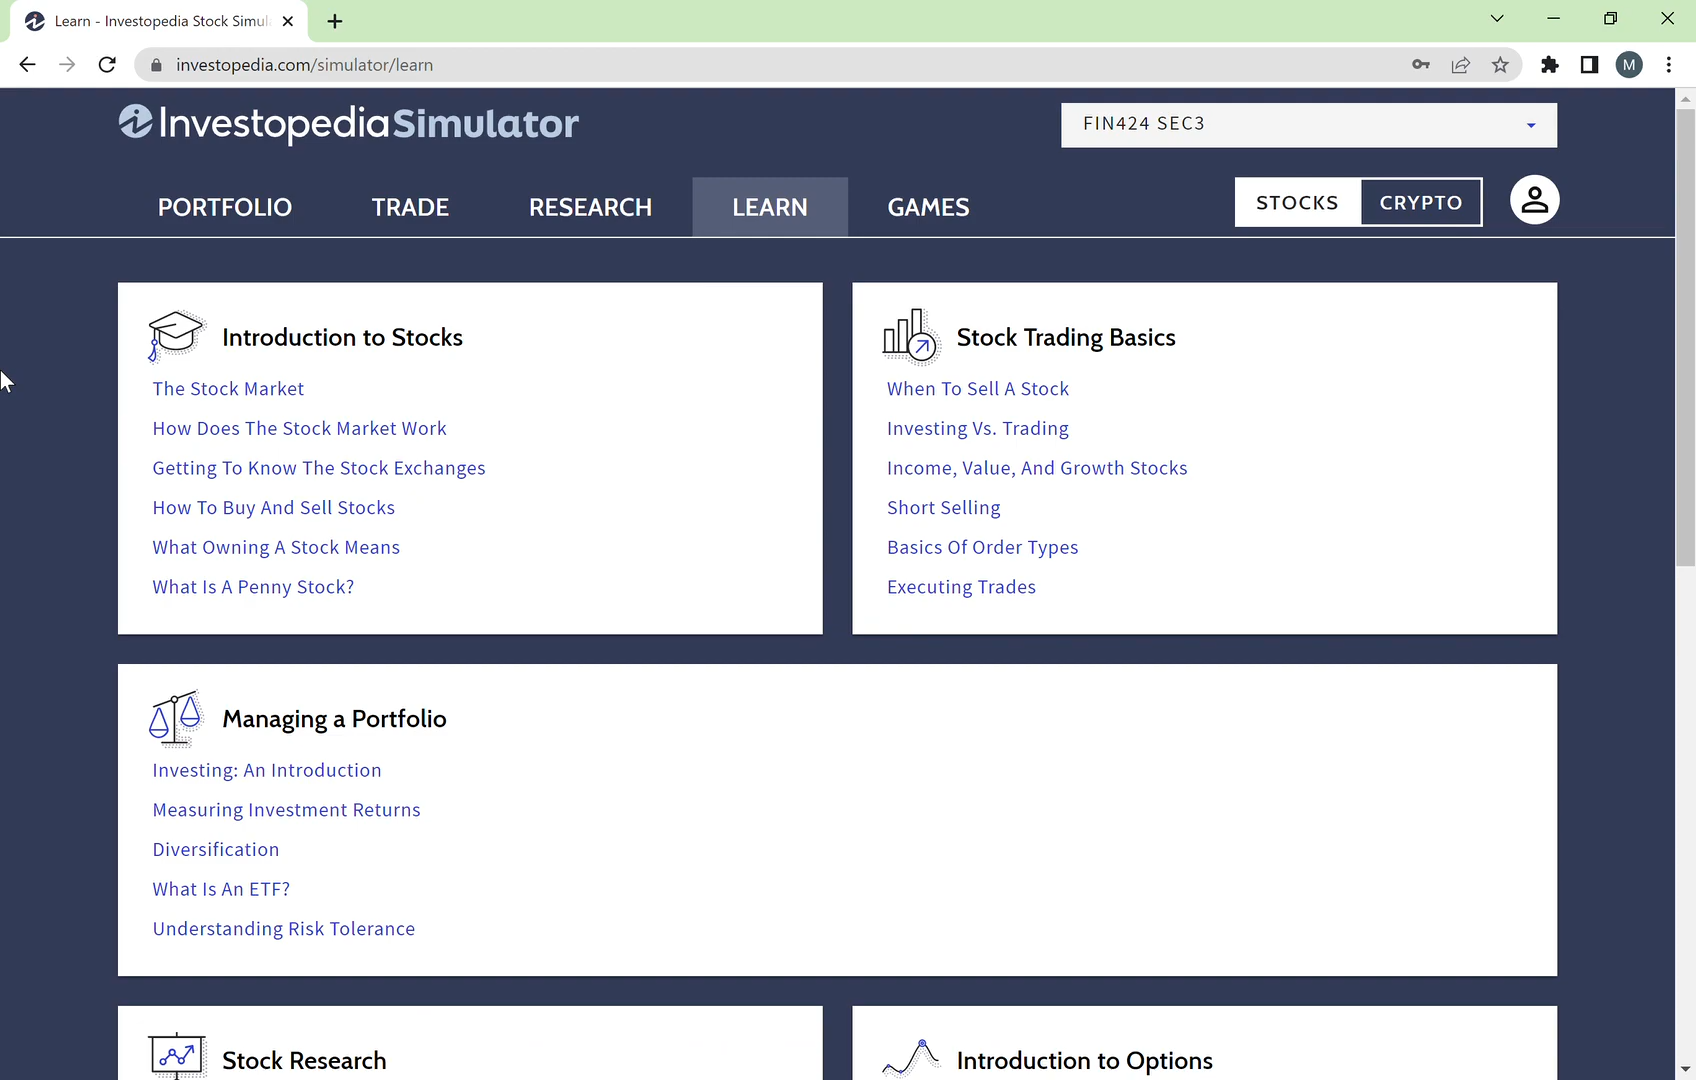 Learn - Investopedia Stock Simul
investopedia.com/simulator/learn
M
InvestopediaSimulator
FIN424 SEC3
PORTFOLIO
TRADE
RESEARCH
LEARN
GAMES
STOCKS
CRYPTO
Introduction to Stocks
The Stock Market
How Does The Stock Market Work
Getting To Know The Stock Exchanges
How To Buy And Sell Stocks
What Owning A Stock Means
What Is A Penny Stock?
Stock Trading Basics
When To Sell A Stock
Investing Vs. Trading
Income, Value, And Growth Stocks
Short Selling
Basics Of Order Types
Executing Trades
Managing a Portfolio
Investing: An Introduction
Measuring Investment Returns
Diversification
What Is An ETF?
Understanding Risk Tolerance
Stock Research
Introduction to Options